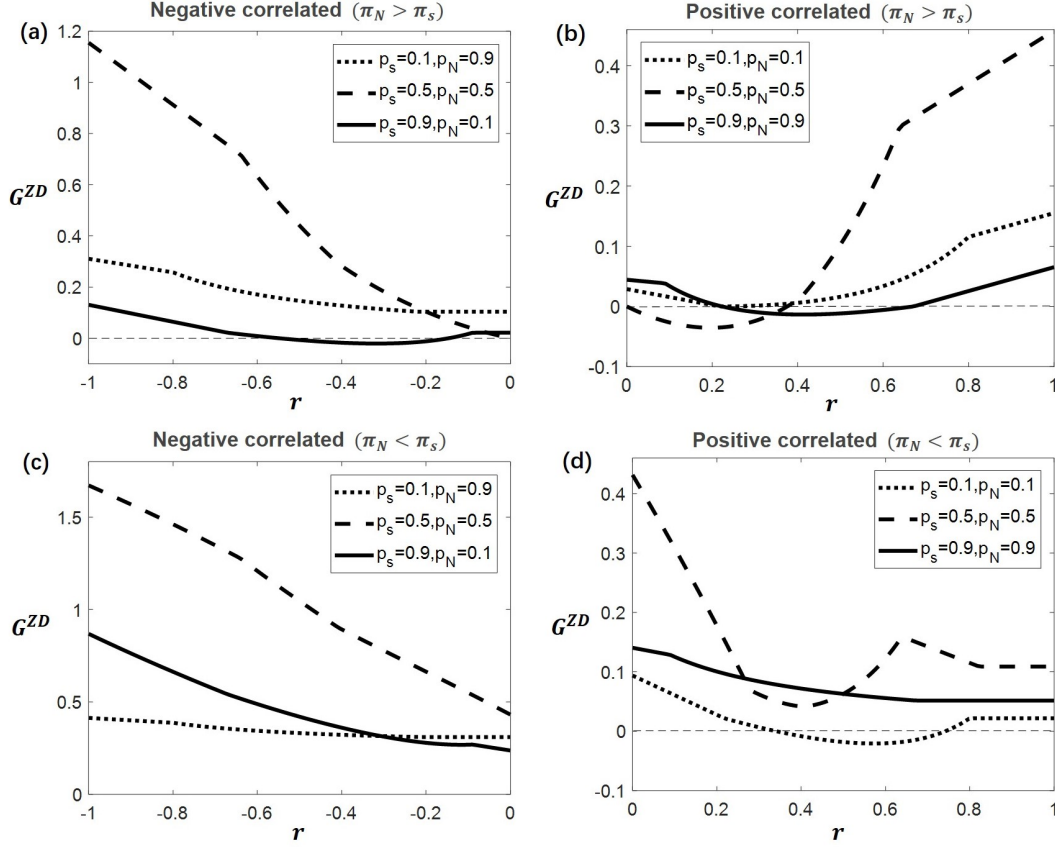 (a)
Negative correlated (π_N > π_s)
1.2
1
0.8
0.6
0.4
0.2
0
G^ZD
p_s=0.1,p_N=0.9
p_s=0.5,p_N=0.5
p_s=0.9,p_N=0.1
-1 -0.8 -0.6 -0.4 -0.2 0
r
(b)
Positive correlated (π_N > π_s)
0.4
0.3
0.2
0.1
0
-0.1
G^ZD
p_s=0.1,p_N=0.1
p_s=0.5,p_N=0.5
p_s=0.9,p_N=0.9
0 0.2 0.4 0.6 0.8 1
r
(c)
Negative correlated (π_N < π_s)
1.5
1
0.5
0
G^ZD
p_s=0.1,p_N=0.9
p_s=0.5,p_N=0.5
p_s=0.9,p_N=0.1
-1 -0.8 -0.6 -0.4 -0.2 0
r
(d)
Positive correlated (π_N < π_s)
0.4
0.3
0.2
0.1
0
-0.1
G^ZD
p_s=0.1,p_N=0.1
p_s=0.5,p_N=0.5
p_s=0.9,p_N=0.9
0 0.2 0.4 0.6 0.8 1
r